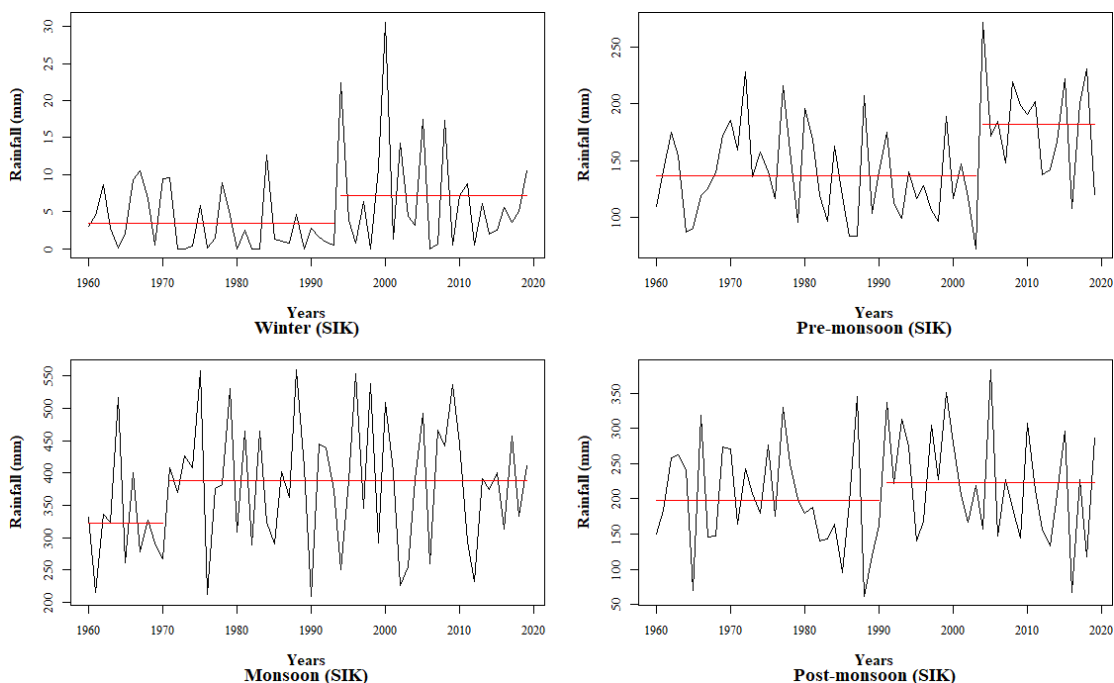 Rainfall (mm)
0 5 10 15 20 25 30
1960 1970 1980 1990 2000 2010 2020
Years
Winter (SIK)
Rainfall (mm)
100 150 200 250
1960 1970 1980 1990 2000 2010 2020
Years
Pre-monsoon (SIK)
Rainfall (mm)
200 250 300 350 400 450 500 550
1960 1970 1980 1990 2000 2010 2020
Years
Monsoon (SIK)
Rainfall (mm)
50 100 150 200 250 300 350
1960 1970 1980 1990 2000 2010 2020
Years
Post-monsoon (SIK)